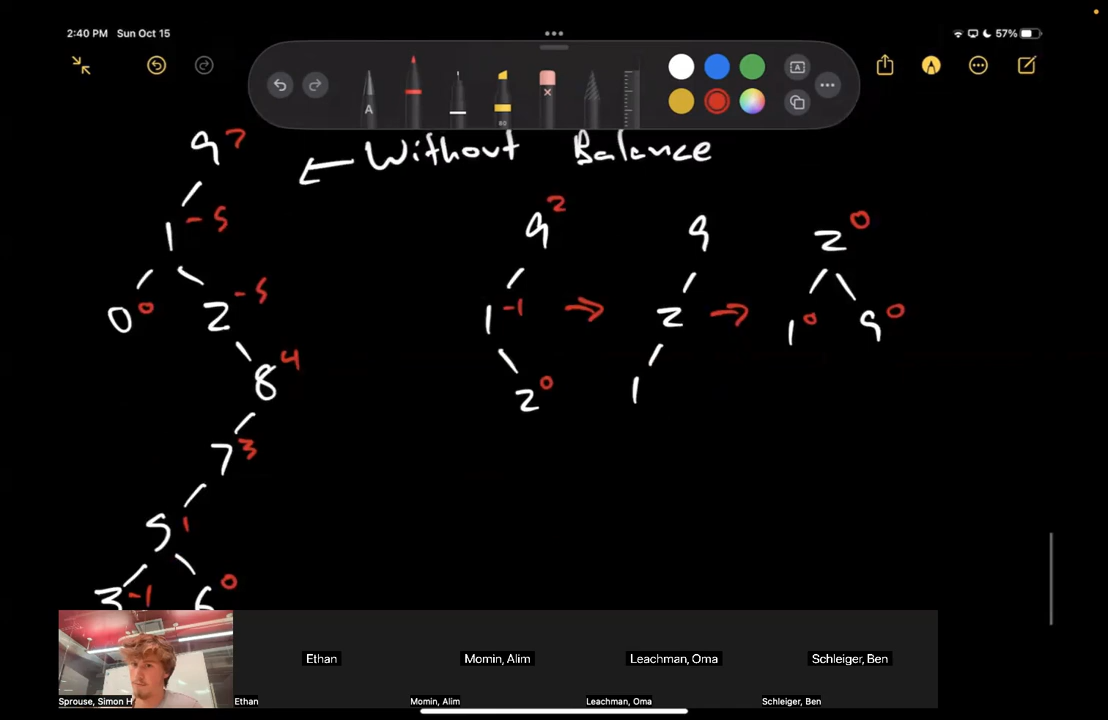 2:40 PM Sun Oct 15
57%
A
80
A
← Without Balance
9 7
1 -5
0 0
2 -5
8 4
7 3
5 1
3 -1
6 0
9 2
1 -1
2 0
→
9
2
1
→
2 0
1 0
9 0
Ethan
Momin, Alim
Leachman, Oma
Schleiger, Ben
Sprouse, Simon H
Ethan
Momin, Alim
Leachman, Oma
Schleiger, Ben